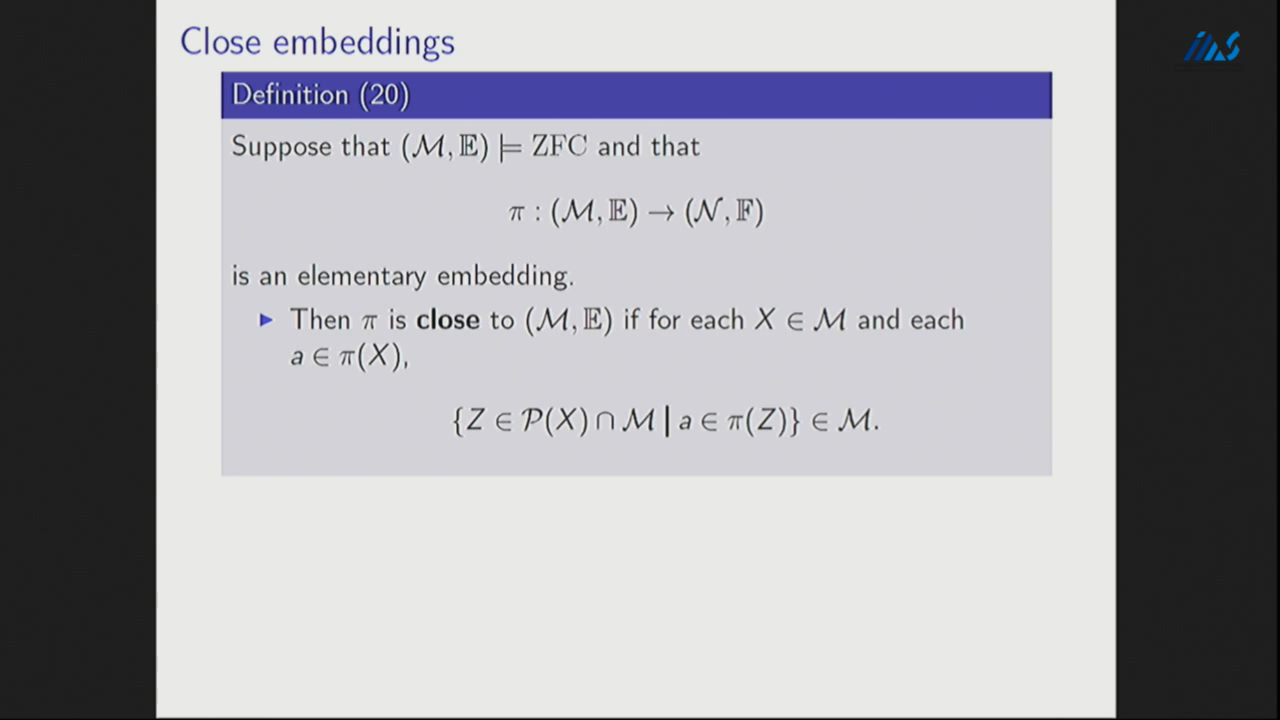 Close embeddings
ims
Definition (20)
Suppose that (ℳ, 𝔼) ⊨ ZFC and that
π : (ℳ, 𝔼) → (𝒩, 𝔽)
is an elementary embedding.
▶ Then π is close to (ℳ, 𝔼) if for each X ∈ ℳ and each
a ∈ π(X),
{Z ∈ 𝒫(X) ∩ ℳ | a ∈ π(Z)} ∈ ℳ.